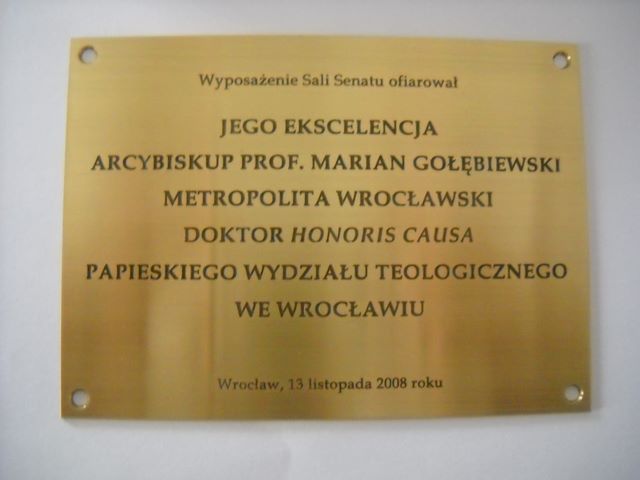 Wyposażenie Sali Senatu ofiarował
JEGO EKSCELENCJA
ARCYBISKUP PROF. MARIAN GOŁĘBIEWSKI
METROPOLITA WROCŁAWSKI
DOKTOR HONORIS CAUSA
PAPIESKIEGO WYDZIAŁU TEOLOGICZNEGO
WE WROCŁAWIU
Wrocław, 13 listopada 2008 roku